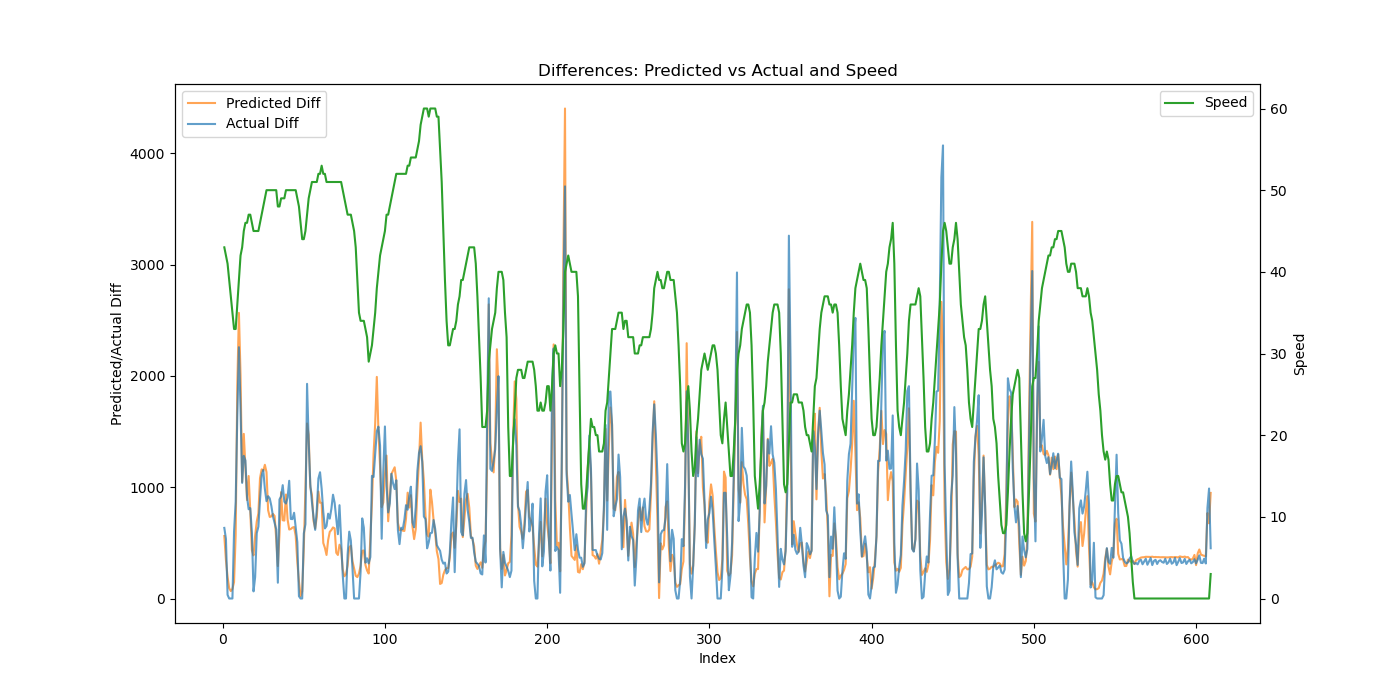 Differences: Predicted vs Actual and Speed
Predicted Diff
Actual Diff
Speed
4000
3000
2000
1000
0
Predicted/Actual Diff
60
50
40
30
20
10
0
Speed
0 100 200 300 400 500 600
Index